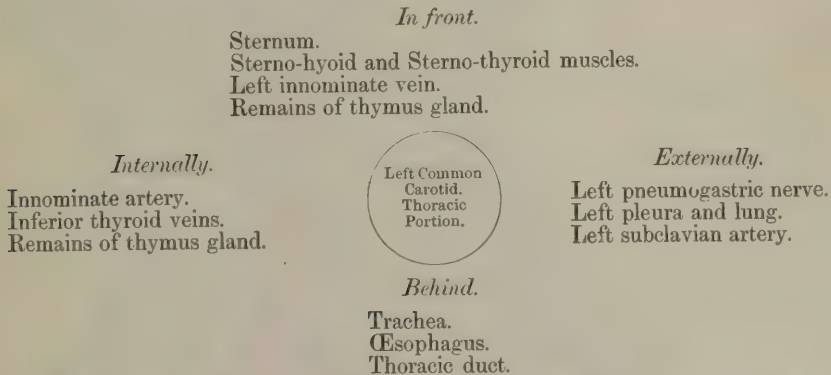 In front.
Sternum.
Sterno-hyoid and Sterno-thyroid muscles.
Left innominate vein.
Remains of thymus gland.
Internally.
Innominate artery.
Inferior thyroid veins.
Remains of thymus gland.
Left Common
Carotid.
Thoracic
Portion.
Externally.
Left pneumogastric nerve.
Left pleura and lung.
Left subclavian artery.
Behind.
Trachea.
Œsophagus.
Thoracic duct.